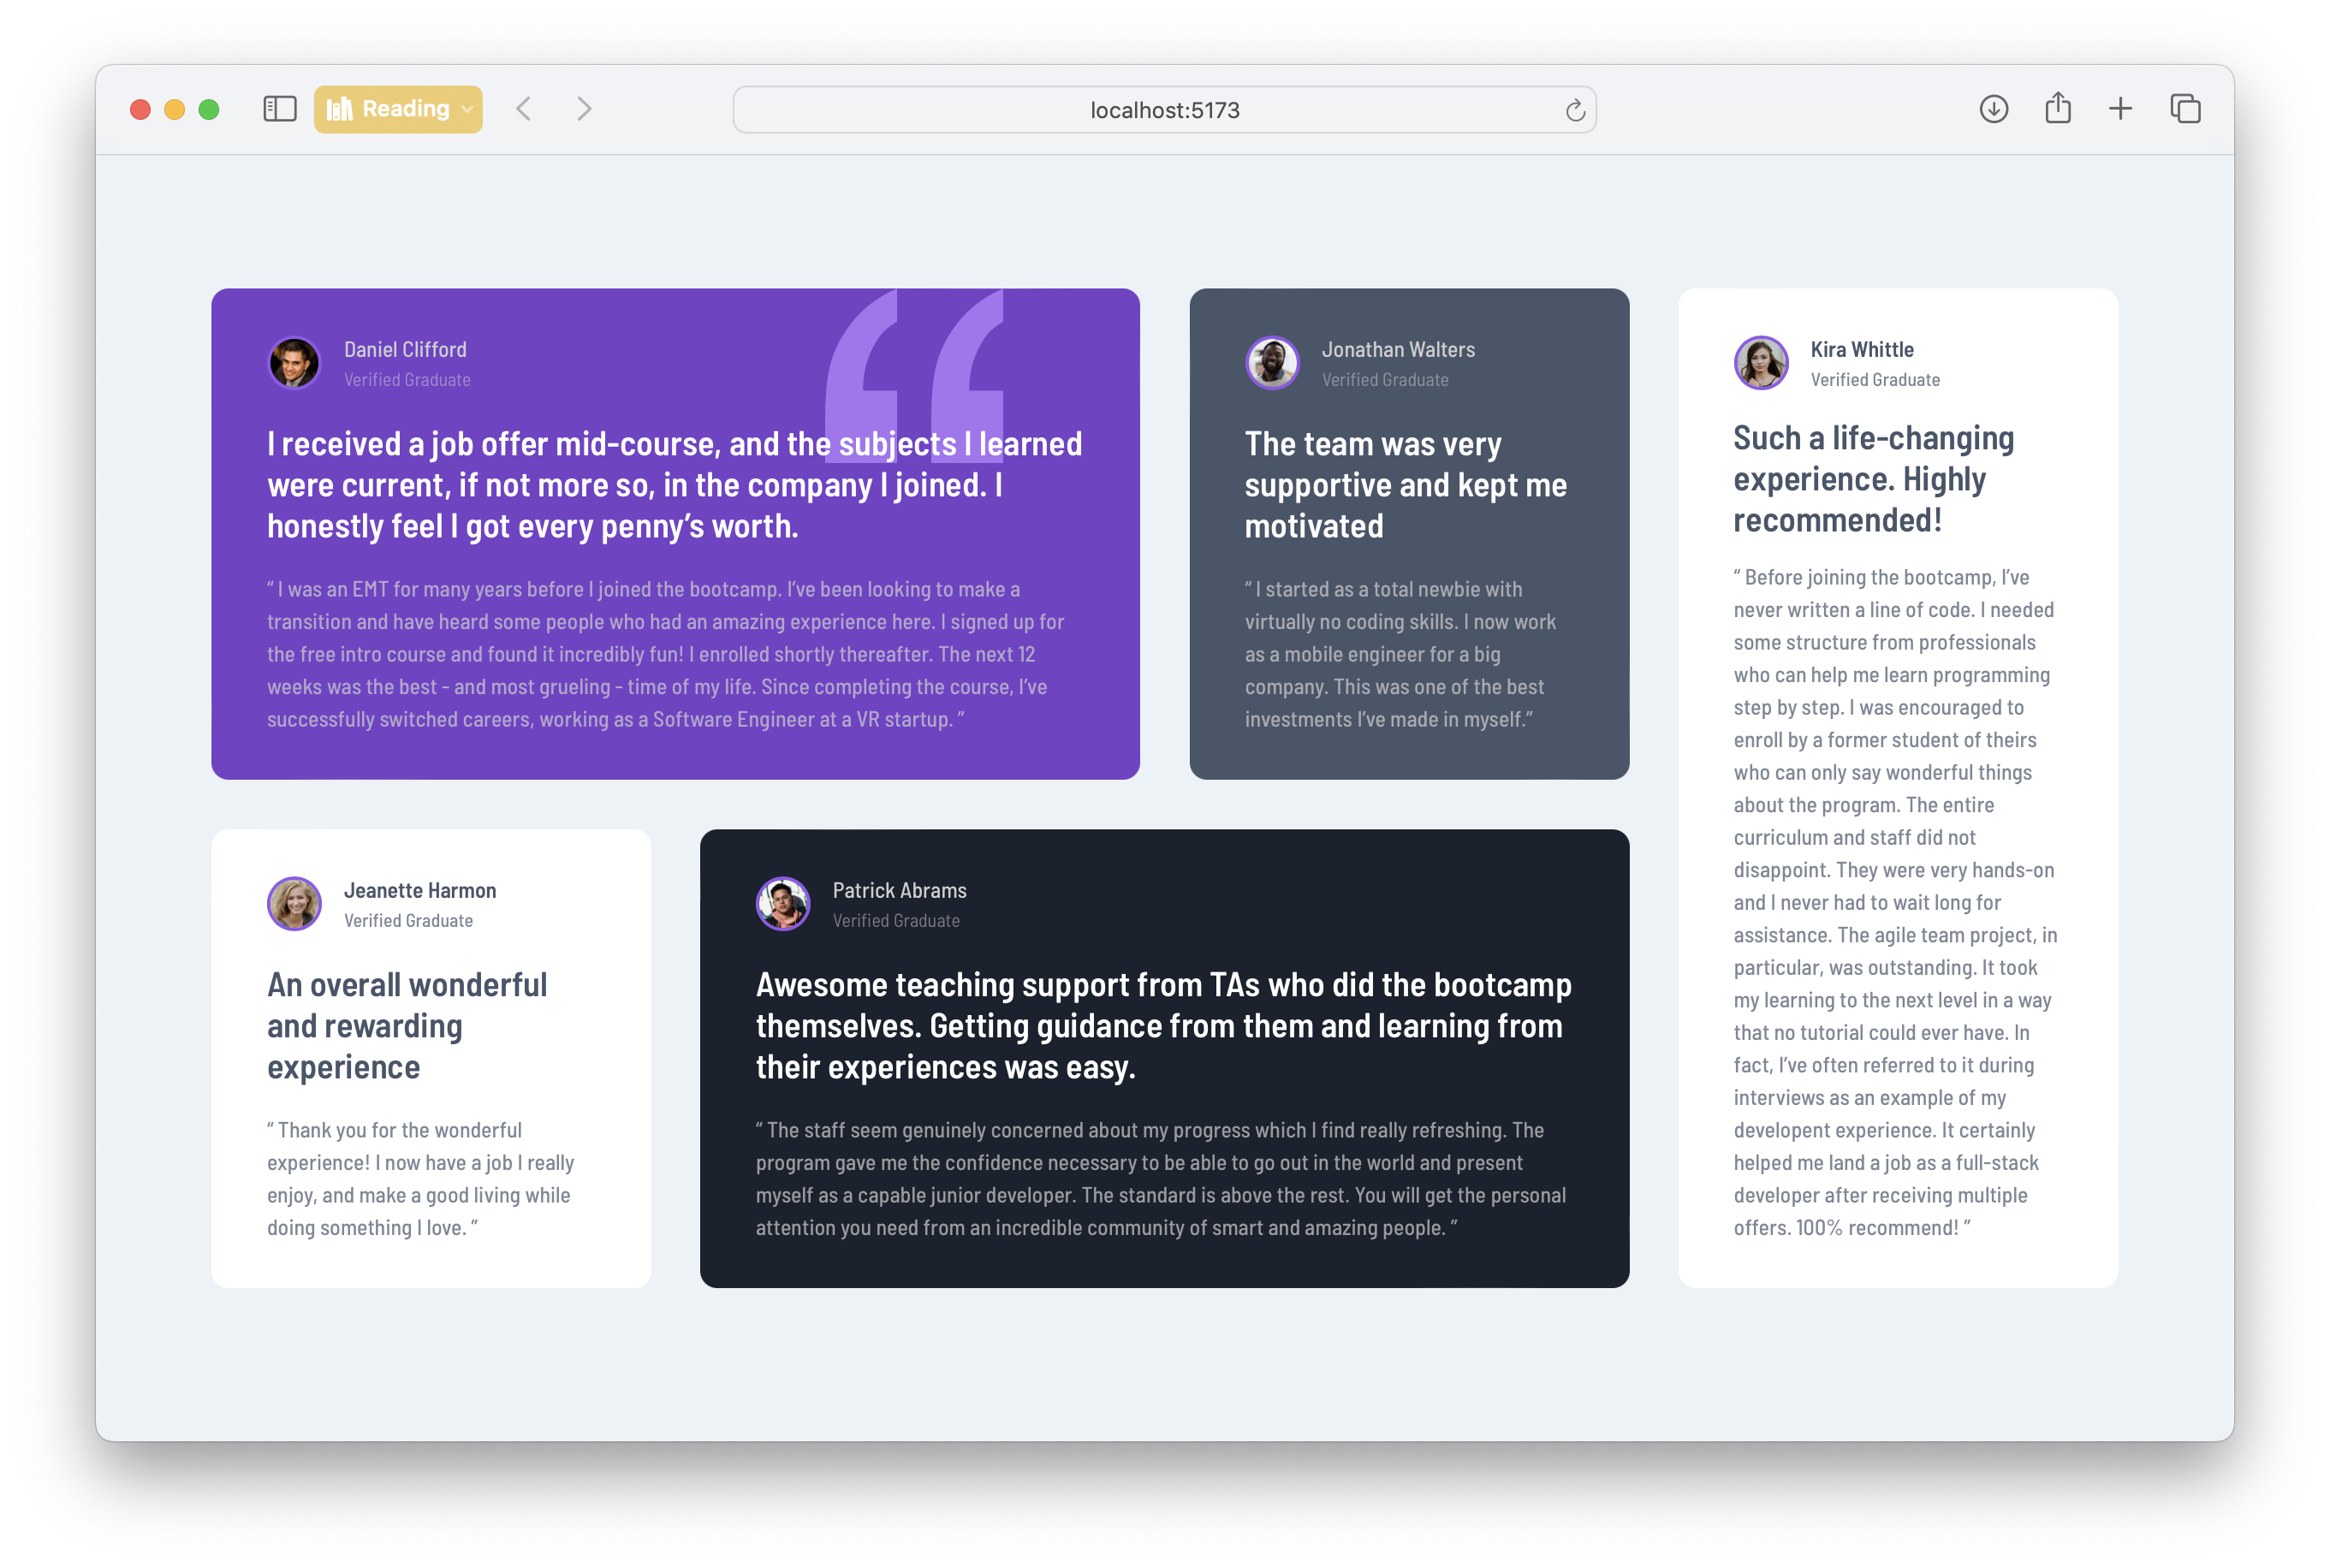 Reading
localhost:5173
Daniel Clifford
Verified Graduate
I received a job offer mid-course, and the subjects I learned
were current, if not more so, in the company I joined. I
honestly feel I got every penny’s worth.
“ I was an EMT for many years before I joined the bootcamp. I’ve been looking to make a
transition and have heard some people who had an amazing experience here. I signed up for
the free intro course and found it incredibly fun! I enrolled shortly thereafter. The next 12
weeks was the best - and most grueling - time of my life. Since completing the course, I’ve
successfully switched careers, working as a Software Engineer at a VR startup. ”
Jonathan Walters
Verified Graduate
The team was very
supportive and kept me
motivated
“ I started as a total newbie with
virtually no coding skills. I now work
as a mobile engineer for a big
company. This was one of the best
investments I’ve made in myself.”
Kira Whittle
Verified Graduate
Such a life-changing
experience. Highly
recommended!
“ Before joining the bootcamp, I’ve
never written a line of code. I needed
some structure from professionals
who can help me learn programming
step by step. I was encouraged to
enroll by a former student of theirs
who can only say wonderful things
about the program. The entire
curriculum and staff did not
disappoint. They were very hands-on
and I never had to wait long for
assistance. The agile team project, in
particular, was outstanding. It took
my learning to the next level in a way
that no tutorial could ever have. In
fact, I’ve often referred to it during
interviews as an example of my
developent experience. It certainly
helped me land a job as a full-stack
developer after receiving multiple
offers. 100% recommend! ”
Jeanette Harmon
Verified Graduate
An overall wonderful
and rewarding
experience
“ Thank you for the wonderful
experience! I now have a job I really
enjoy, and make a good living while
doing something I love. ”
Patrick Abrams
Verified Graduate
Awesome teaching support from TAs who did the bootcamp
themselves. Getting guidance from them and learning from
their experiences was easy.
“ The staff seem genuinely concerned about my progress which I find really refreshing. The
program gave me the confidence necessary to be able to go out in the world and present
myself as a capable junior developer. The standard is above the rest. You will get the personal
attention you need from an incredible community of smart and amazing people. ”